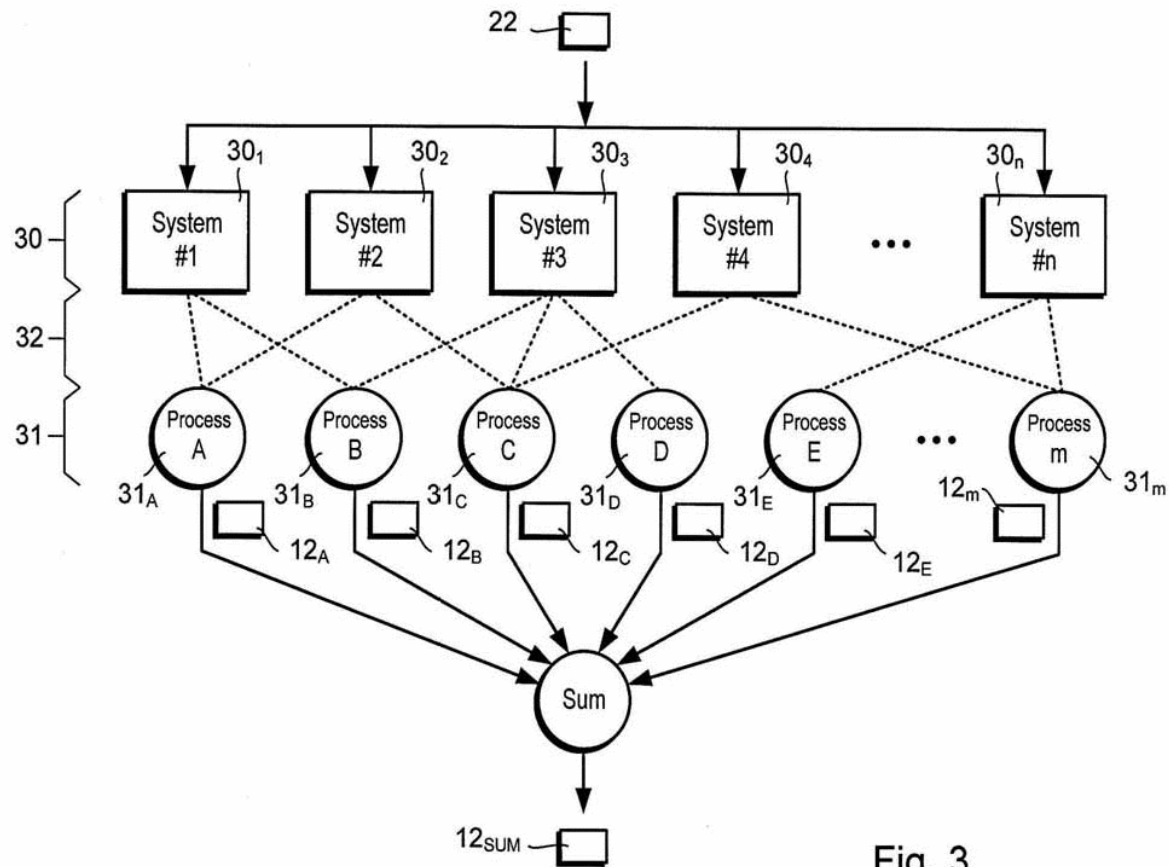 22
30₁ 30₂ 30₃ 30₄ 30ₙ
System #1
System #2
System #3
System #4
•••
System #n
30
32
31
Process A
Process B
Process C
Process D
Process E
•••
Process m
31A 31B 31C 31D 31E 12m 31m
12A 12B 12C 12D 12E
Sum
12SUM
Fig. 3